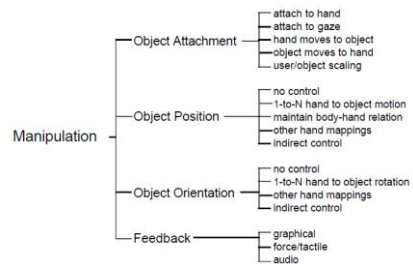 Manipulation
Object Attachment
attach to hand
attach to gaze
hand moves to object
object moves to hand
user/object scaling
Object Position
no control
1-to-N hand to object motion
maintain body-hand relation
other hand mappings
indirect control
Object Orientation
no control
1-to-N hand to object rotation
other hand mappings
indirect control
Feedback
graphical
force/tactile
audio